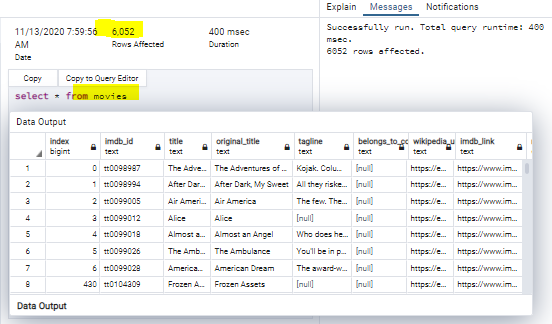 Explain Messages Notifications
11/13/2020 7:59:56 AM 6,052 400 msec
Date Rows Affected Duration
Successfully run. Total query runtime: 400 msec.
6052 rows affected.
Copy Copy to Query Editor
select * from movies
Data Output
index bigint imdb_id text title text original_title text tagline text belongs_to_co text wikipedia_u text imdb_link text
1 0 tt0098987 The Adve... The Adventures of ... Kojak. Colu... [null] https://e... https://www.im...
2 1 tt0098994 After Dar... After Dark, My Sweet All they riske... [null] https://e... https://www.im...
3 2 tt0099005 Air Ameri... Air America The few. The... [null] https://e... https://www.im...
4 3 tt0099012 Alice Alice [null] [null] https://e... https://www.im...
5 4 tt0099018 Almost a... Almost an Angel Who does he... [null] https://e... https://www.im...
6 5 tt0099026 The Amb... The Ambulance You'll be in p... [null] https://e... https://www.im...
7 6 tt0099028 America... American Dream The award-w... [null] https://e... https://www.im...
8 430 tt0104309 Frozen A... Frozen Assets [null] [null] https://e... https://www.im...
Data Output